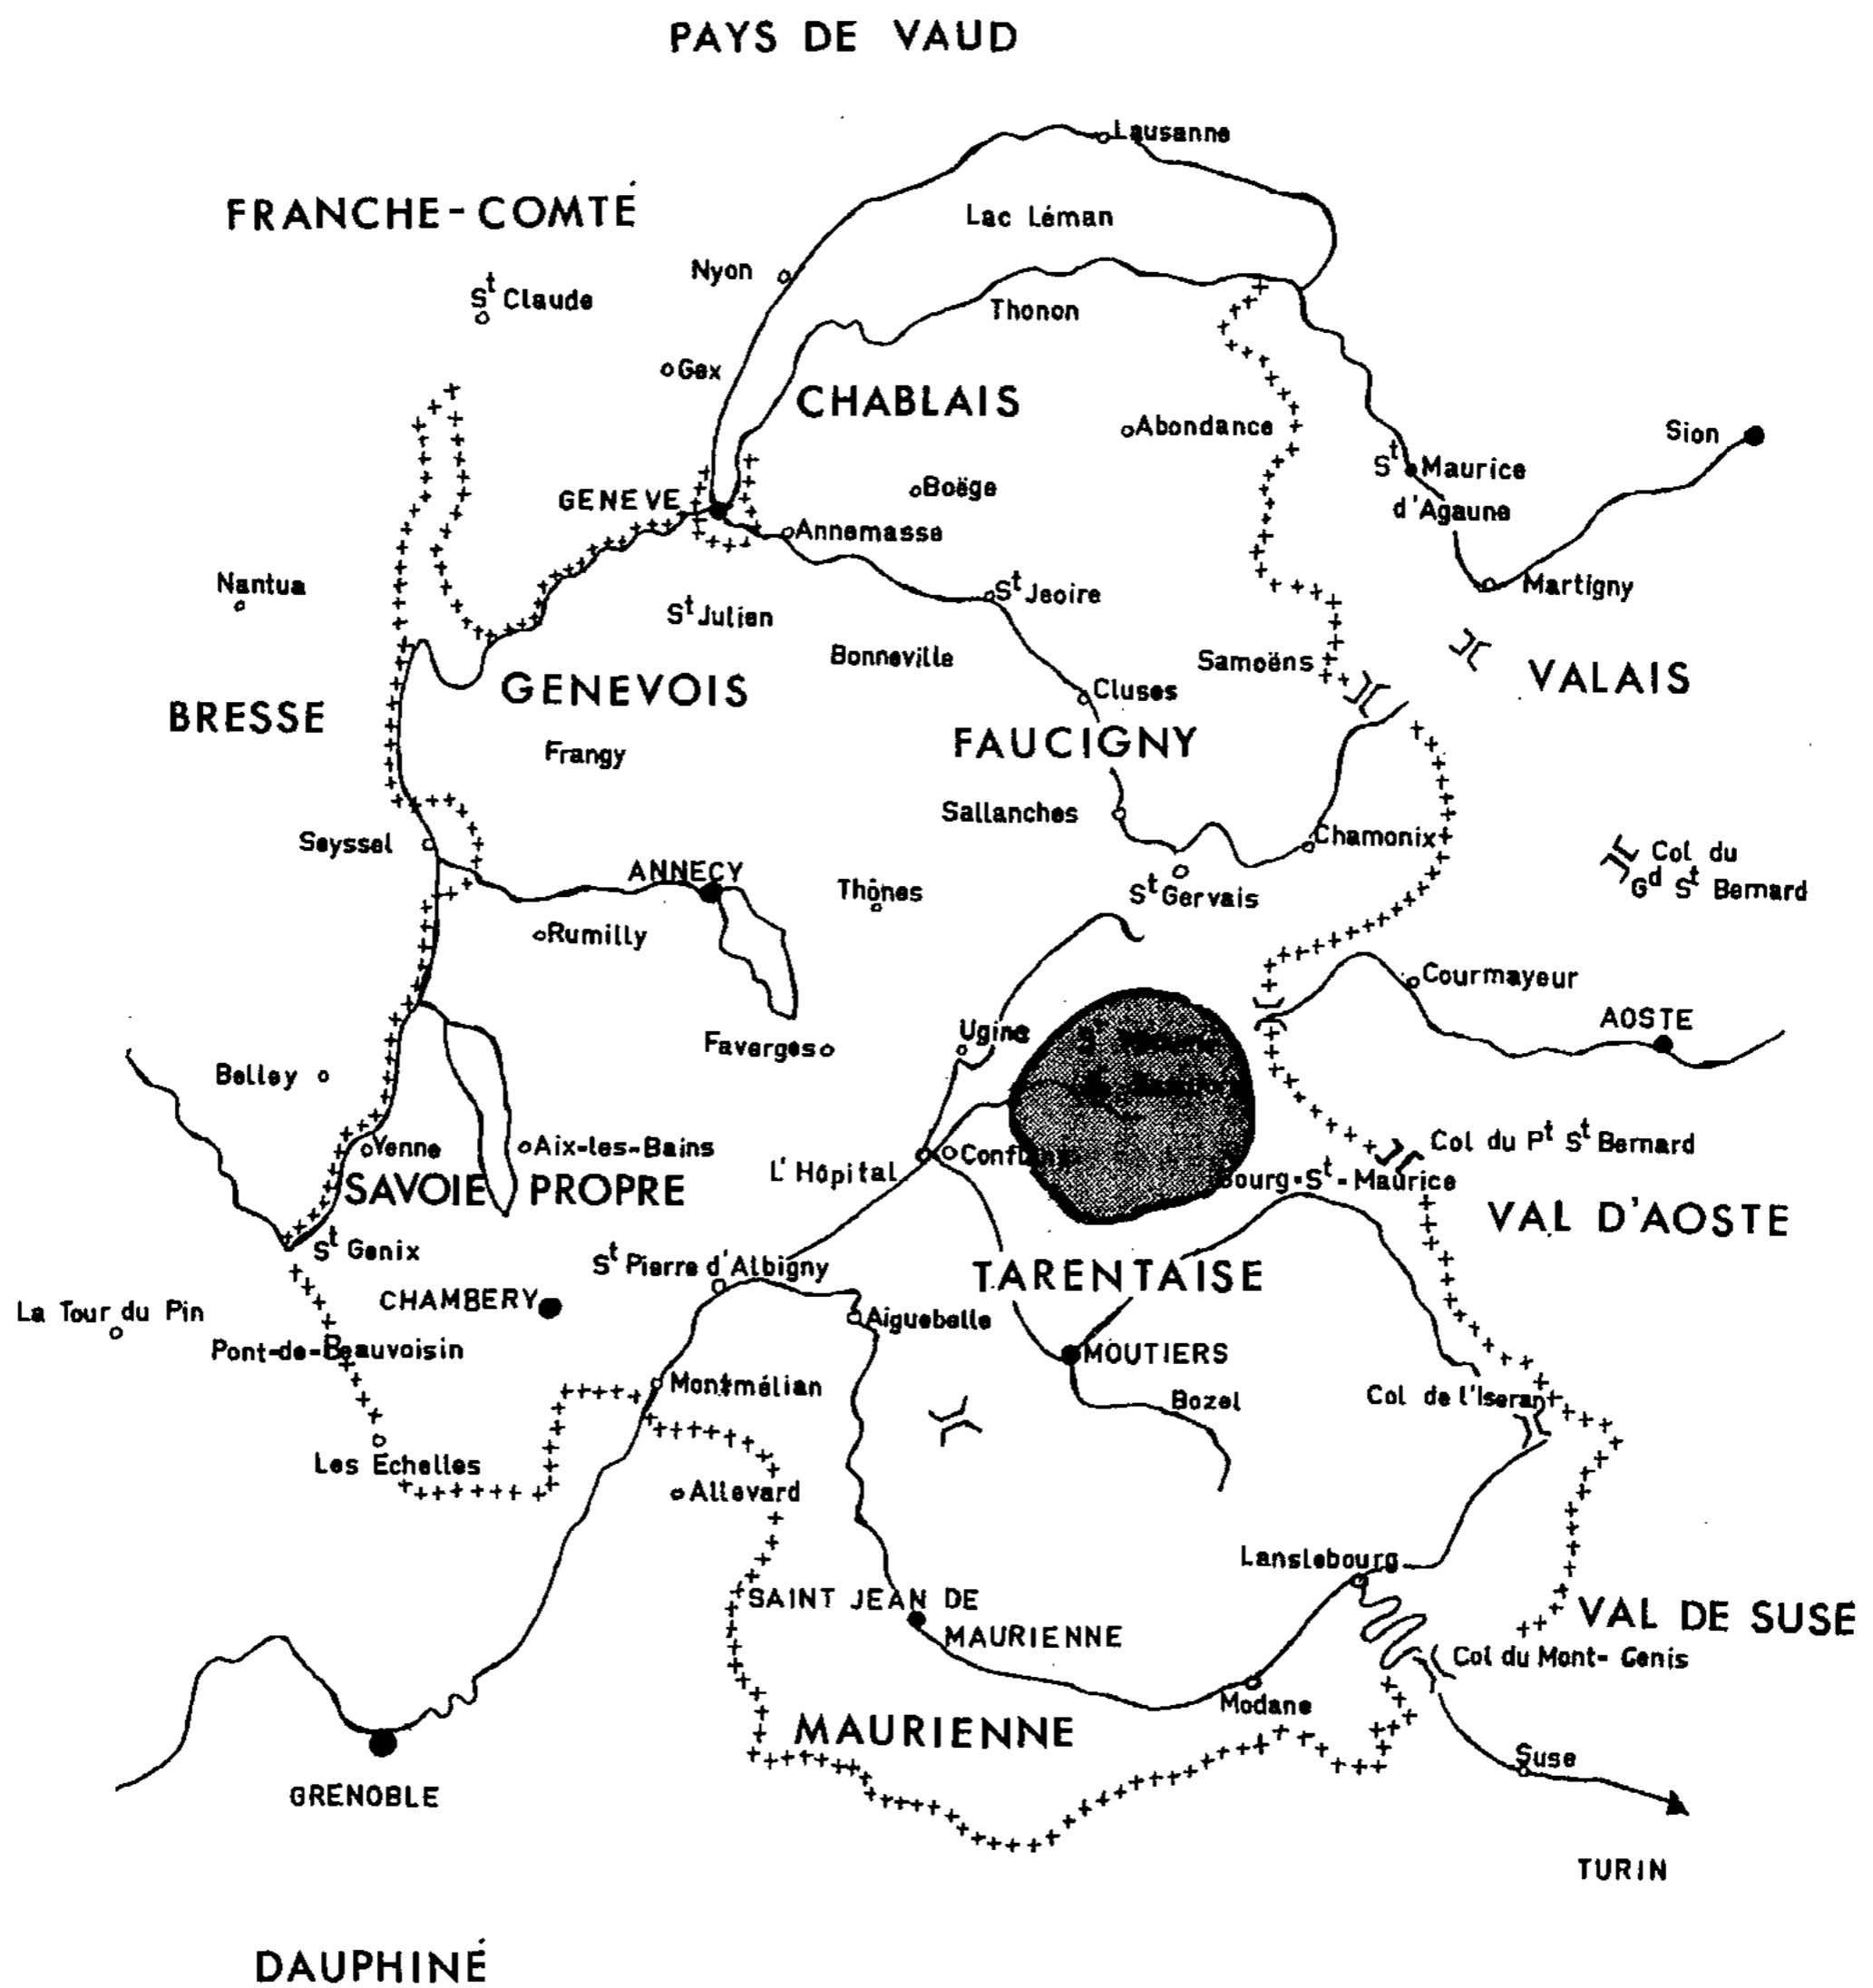 PAYS DE VAUD
Lausanne
FRANCHE-COMTÉ
Lac Léman
Nyon
St Claude
Thonon
Gex
CHABLAIS
Abondance
Sion
St Maurice
d'Agaune
GENEVE
Boëge
Annemasse
Nantua
Martigny
St Jeoire
St Julien
Bonneville
Samoëns
VALAIS
GENEVOIS
Cluses
BRESSE
FAUCIGNY
Frangy
Sallanches
Chamonix
Seyssel
Col du
Gd St Bernard
ANNECY
Thônes
St Gervais
Rumilly
Courmayeur
AOSTE
Ugine
Faverges
Belley
Yenne
Aix-les-Bains
Col du Pt St Bernard
L'Hôpital
Bourg-St-Maurice
SAVOIE PROPRE
VAL D'AOSTE
St Genix
St Pierre d'Albigny
TARENTAISE
CHAMBERY
La Tour du Pin
Aiguebelle
Pont-de-Beauvoisin
MOUTIERS
Montmélian
Bozel
Col de l'Iseran
Les Echelles
Allevard
Lanslebourg
SAINT JEAN DE
MAURIENNE
VAL DE SUSE
Col du Mont-Cenis
Modane
MAURIENNE
Suse
GRENOBLE
TURIN
DAUPHINÉ